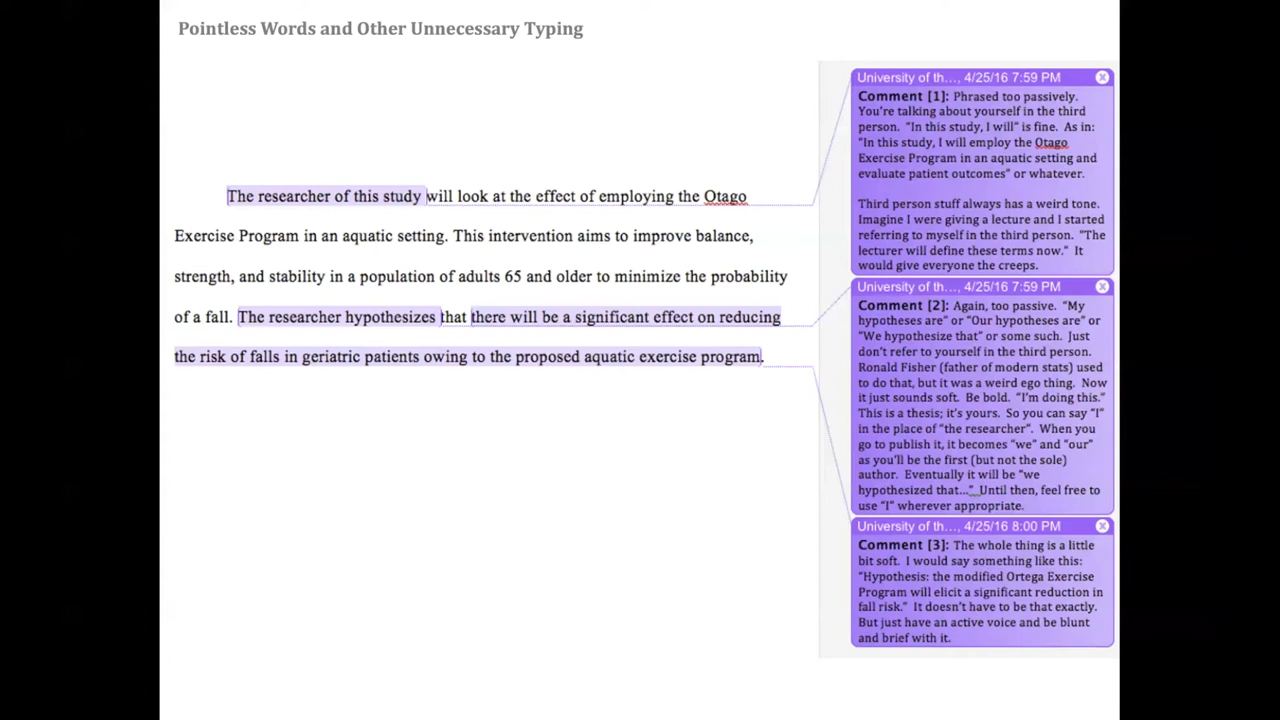 Pointless Words and Other Unnecessary Typing
The researcher of this study will look at the effect of employing the Otago
Exercise Program in an aquatic setting. This intervention aims to improve balance,
strength, and stability in a population of adults 65 and older to minimize the probability
of a fall. The researcher hypothesizes that there will be a significant effect on reducing
the risk of falls in geriatric patients owing to the proposed aquatic exercise program.
University of th..., 4/25/16 7:59 PM
Comment [1]: Phrased too passively.
You're talking about yourself in the third
person. "In this study, I will" is fine. As in:
"In this study, I will employ the Otago
Exercise Program in an aquatic setting and
evaluate patient outcomes" or whatever.
Third person stuff always has a weird tone.
Imagine I were giving a lecture and I started
referring to myself in the third person. "The
lecturer will define these terms now." It
would give everyone the creeps.
University of th..., 4/25/16 7:59 PM
Comment [2]: Again, too passive. "My
hypotheses are" or "Our hypotheses are" or
"We hypothesize that" or some such. Just
don't refer to yourself in the third person.
Ronald Fisher (father of modern stats) used
to do that, but it was a weird ego thing. Now
it just sounds soft. Be bold. "I'm doing this."
This is a thesis; it's yours. So you can say "I"
in the place of "the researcher". When you
go to publish it, it becomes "we" and "our"
as you'll be the first (but not the sole)
author. Eventually it will be "we
hypothesized that..." Until then, feel free to
use "I" wherever appropriate.
University of th..., 4/25/16 8:00 PM
Comment [3]: The whole thing is a little
bit soft. I would say something like this:
"Hypothesis: the modified Ortega Exercise
Program will elicit a significant reduction in
fall risk." It doesn't have to be that exactly.
But just have an active voice and be blunt
and brief with it.